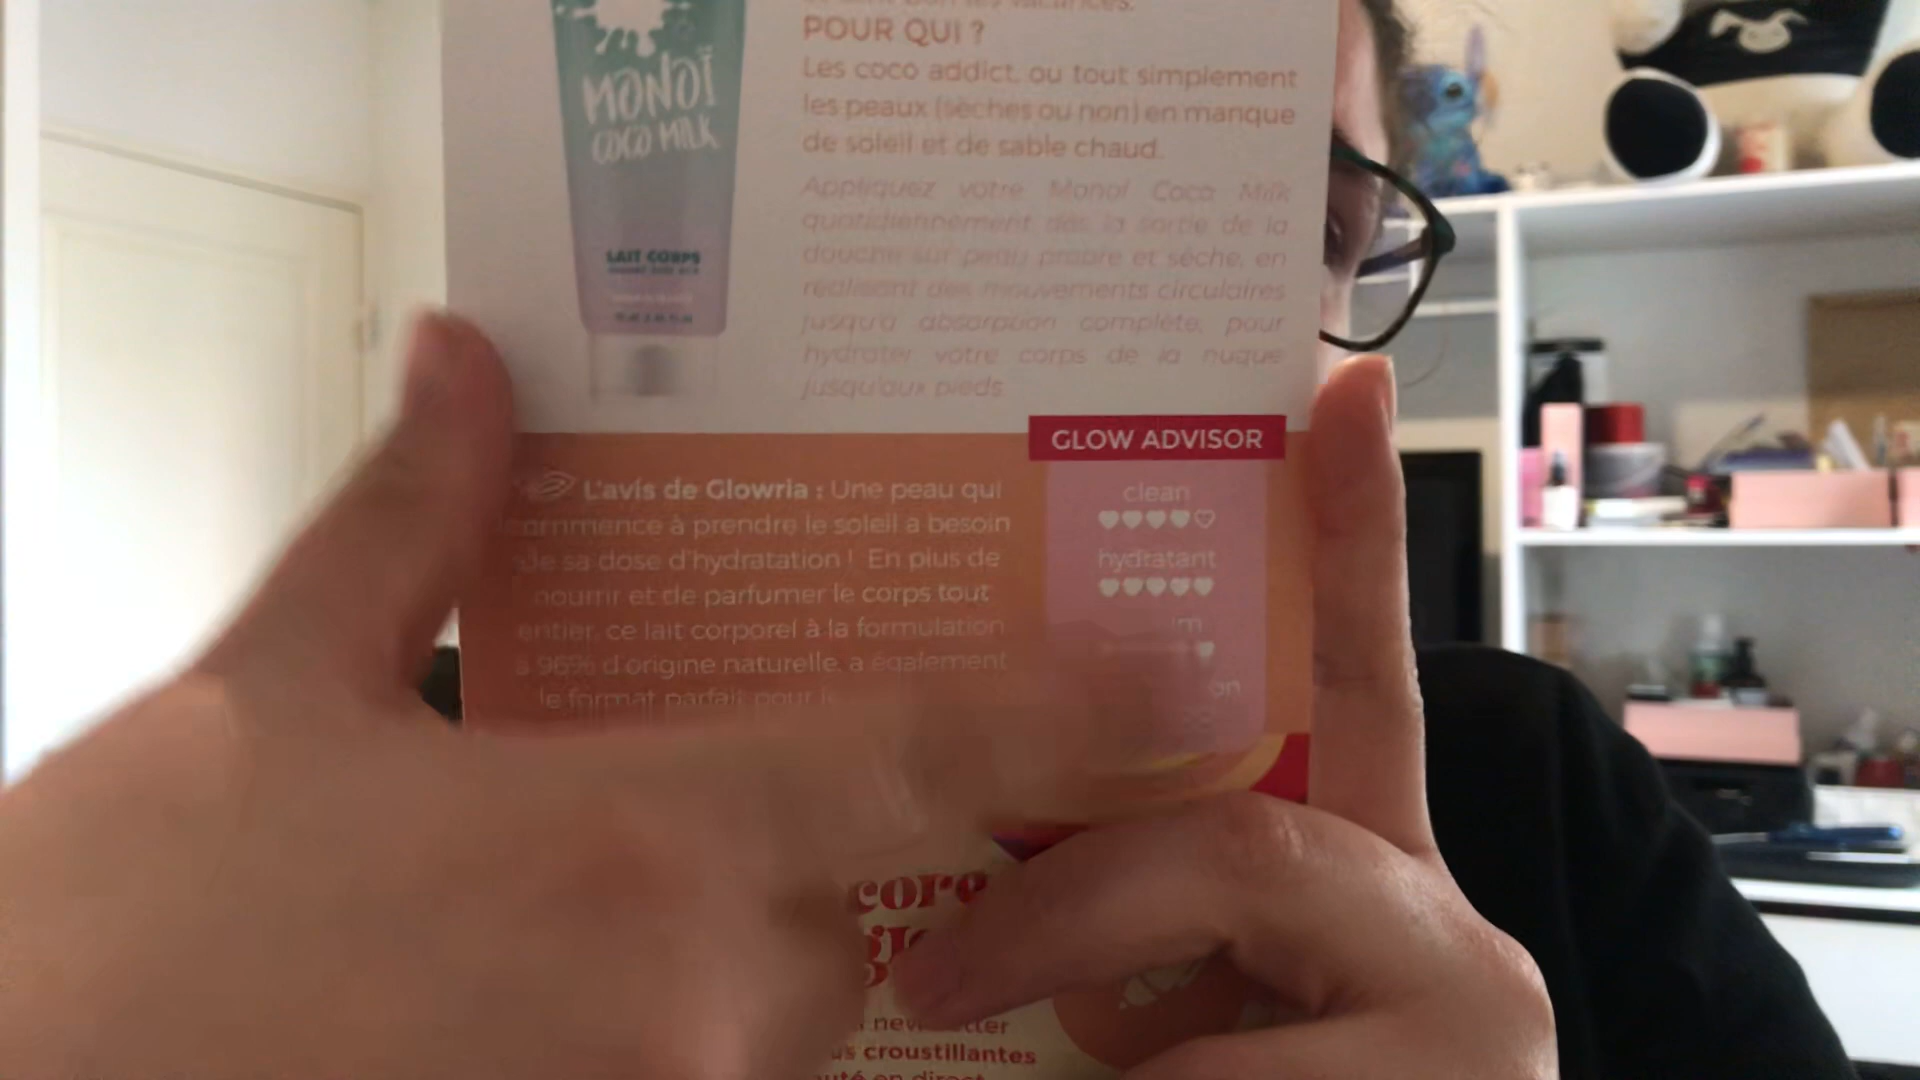 MONOÏ
COCO MILK
LAIT CORPS
POUR QUI ?
Les coco addict, ou tout simplement
les peaux (sèches ou non) en manque
de soleil et de sable chaud.
Appliquez votre Monoï Coco Milk
quotidiennement dès la sortie de la
douche sur peau propre et sèche, en
réalisant des mouvements circulaires
jusqu'à absorption complète, pour
hydrater votre corps de la nuque
jusqu'aux pieds.
L'avis de Glowria : Une peau qui
commence à prendre le soleil a besoin
de sa dose d'hydratation ! En plus de
nourrir et de parfumer le corps tout
entier, ce lait corporel à la formulation
à 96% d'origine naturelle, a également
le format parfait pour
GLOW ADVISOR
clean
hydratant
croustillantes
en direct